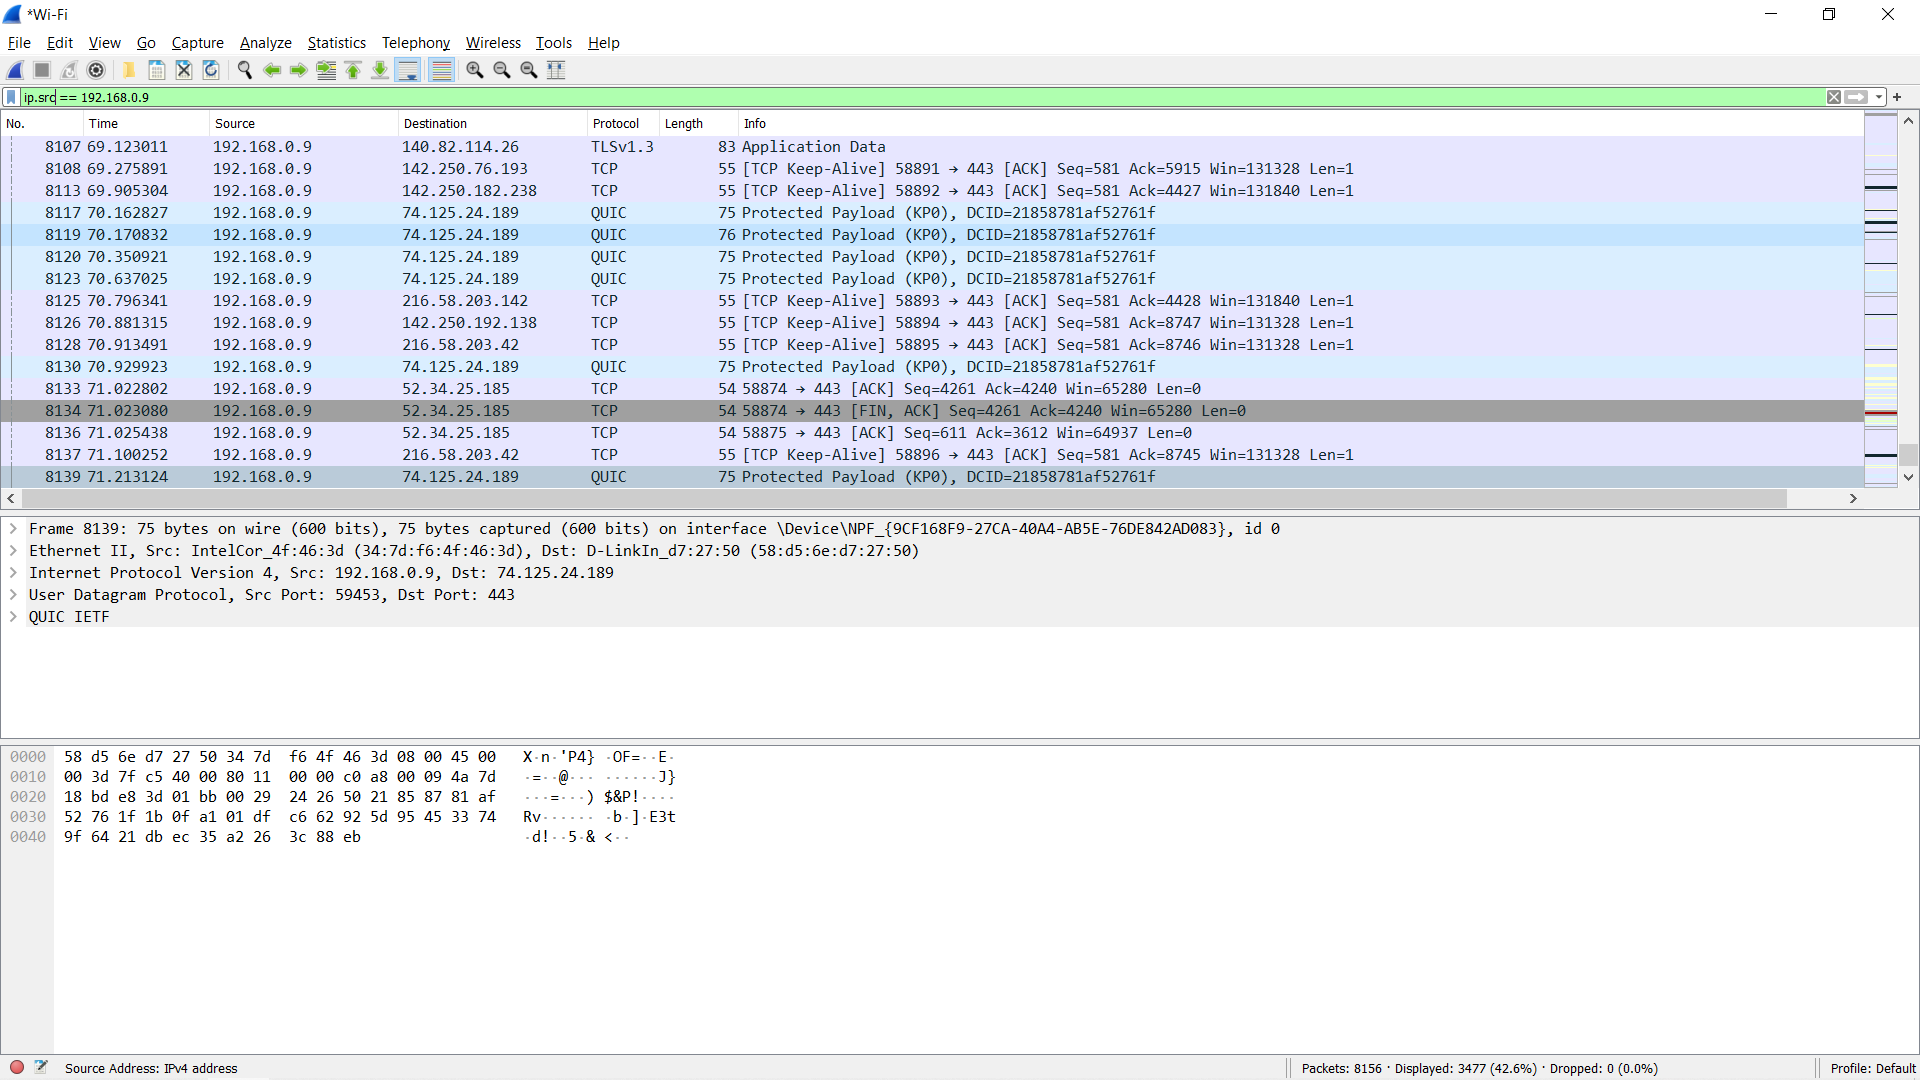 *Wi-Fi
File Edit View Go Capture Analyze Statistics Telephony Wireless Tools Help
ip.src == 192.168.0.9
No. Time Source Destination Protocol Length Info
8107 69.123011 192.168.0.9 140.82.114.26 TLSv1.3 83 Application Data
8108 69.275891 192.168.0.9 142.250.76.193 TCP 55 [TCP Keep-Alive] 58891 → 443 [ACK] Seq=581 Ack=5915 Win=131328 Len=1
8113 69.905304 192.168.0.9 142.250.182.238 TCP 55 [TCP Keep-Alive] 58892 → 443 [ACK] Seq=581 Ack=4427 Win=131840 Len=1
8117 70.162827 192.168.0.9 74.125.24.189 QUIC 75 Protected Payload (KP0), DCID=21858781af52761f
8119 70.170832 192.168.0.9 74.125.24.189 QUIC 76 Protected Payload (KP0), DCID=21858781af52761f
8120 70.350921 192.168.0.9 74.125.24.189 QUIC 75 Protected Payload (KP0), DCID=21858781af52761f
8123 70.637025 192.168.0.9 74.125.24.189 QUIC 75 Protected Payload (KP0), DCID=21858781af52761f
8125 70.796341 192.168.0.9 216.58.203.142 TCP 55 [TCP Keep-Alive] 58893 → 443 [ACK] Seq=581 Ack=4428 Win=131840 Len=1
8126 70.881315 192.168.0.9 142.250.192.138 TCP 55 [TCP Keep-Alive] 58894 → 443 [ACK] Seq=581 Ack=8747 Win=131328 Len=1
8128 70.913491 192.168.0.9 216.58.203.42 TCP 55 [TCP Keep-Alive] 58895 → 443 [ACK] Seq=581 Ack=8746 Win=131328 Len=1
8130 70.929923 192.168.0.9 74.125.24.189 QUIC 75 Protected Payload (KP0), DCID=21858781af52761f
8133 71.022802 192.168.0.9 52.34.25.185 TCP 54 58874 → 443 [ACK] Seq=4261 Ack=4240 Win=65280 Len=0
8134 71.023080 192.168.0.9 52.34.25.185 TCP 54 58874 → 443 [FIN, ACK] Seq=4261 Ack=4240 Win=65280 Len=0
8136 71.025438 192.168.0.9 52.34.25.185 TCP 54 58875 → 443 [ACK] Seq=611 Ack=3612 Win=64937 Len=0
8137 71.100252 192.168.0.9 216.58.203.42 TCP 55 [TCP Keep-Alive] 58896 → 443 [ACK] Seq=581 Ack=8745 Win=131328 Len=1
8139 71.213124 192.168.0.9 74.125.24.189 QUIC 75 Protected Payload (KP0), DCID=21858781af52761f
Frame 8139: 75 bytes on wire (600 bits), 75 bytes captured (600 bits) on interface \Device\NPF_{9CF168F9-27CA-40A4-AB5E-76DE842AD083}, id 0
Ethernet II, Src: IntelCor_4f:46:3d (34:7d:f6:4f:46:3d), Dst: D-LinkIn_d7:27:50 (58:d5:6e:d7:27:50)
Internet Protocol Version 4, Src: 192.168.0.9, Dst: 74.125.24.189
User Datagram Protocol, Src Port: 59453, Dst Port: 443
QUIC IETF
0000 58 d5 6e d7 27 50 34 7d f6 4f 46 3d 08 00 45 00 X·n·'P4} ·OF=··E·
0010 00 3d 7f c5 40 00 80 11 00 00 c0 a8 00 09 4a 7d ·=··@··· ······J}
0020 18 bd e8 3d 01 bb 00 29 24 26 50 21 85 87 81 af ···=···) $&P!····
0030 52 76 1f 1b 0f a1 01 df c6 62 92 5d 95 45 33 74 Rv······ ·b·]·E3t
0040 9f 64 21 db ec 35 a2 26 3c 88 eb ·d!··5·& <··
Source Address: IPv4 address
Packets: 8156 · Displayed: 3477 (42.6%) · Dropped: 0 (0.0%)
Profile: Default